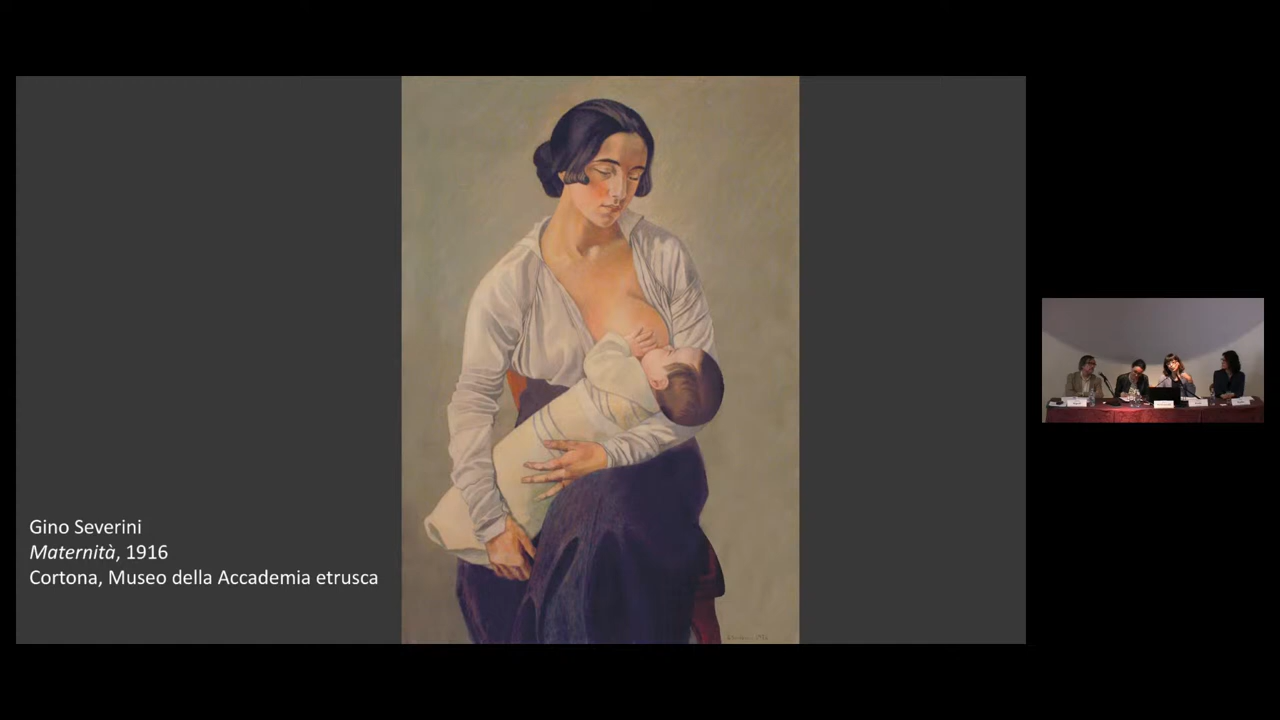 Gino Severini
Maternità, 1916
Cortona, Museo della Accademia etrusca